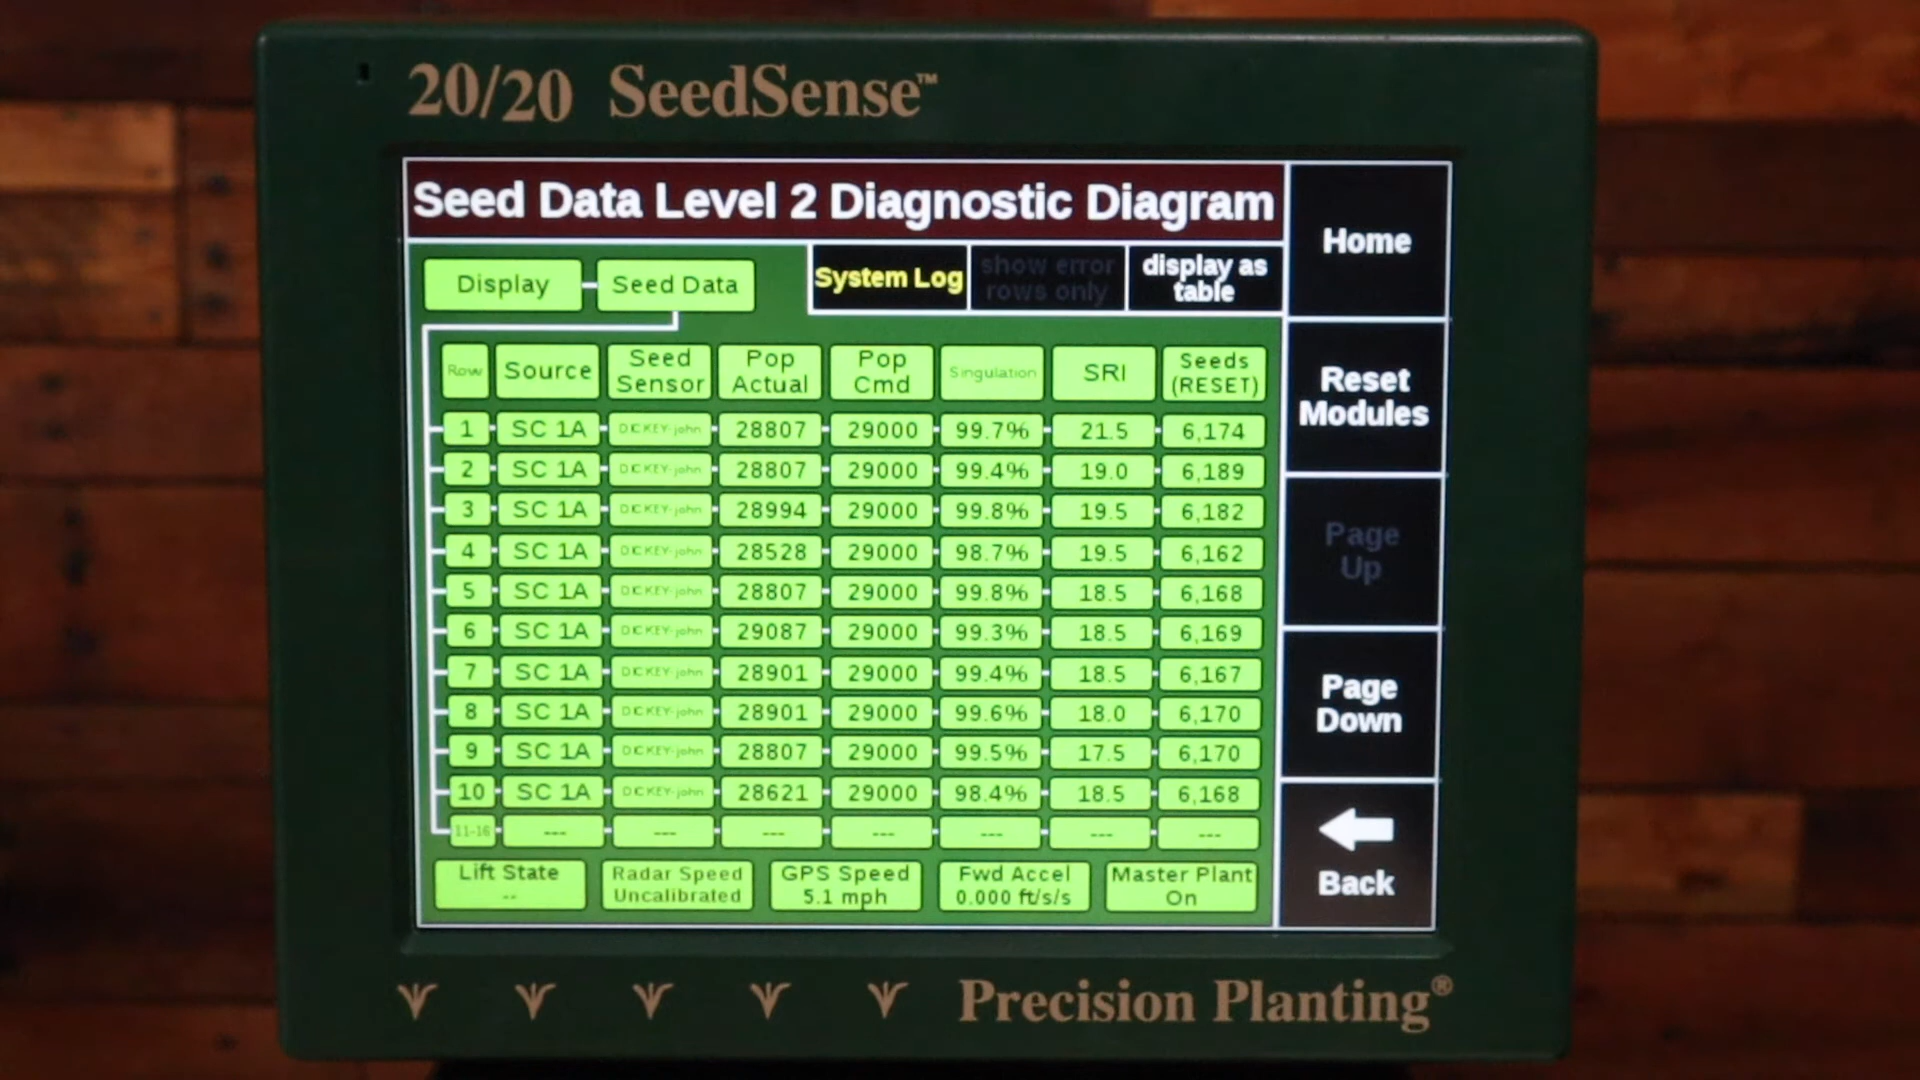 20/20 SeedSense™
Seed Data Level 2 Diagnostic Diagram
Display Seed Data System Log show error rows only display as table
Row Source Seed Sensor Pop Actual Pop Cmd Singulation SRI Seeds (RESET)
1 SC 1A DICKEY-john 28807 29000 99.7% 21.5 6,174
2 SC 1A DICKEY-john 28807 29000 99.4% 19.0 6,189
3 SC 1A DICKEY-john 28994 29000 99.8% 19.5 6,182
4 SC 1A DICKEY-john 28528 29000 98.7% 19.5 6,162
5 SC 1A DICKEY-john 28807 29000 99.8% 18.5 6,168
6 SC 1A DICKEY-john 29087 29000 99.3% 18.5 6,169
7 SC 1A DICKEY-john 28901 29000 99.4% 18.5 6,167
8 SC 1A DICKEY-john 28901 29000 99.6% 18.0 6,170
9 SC 1A DICKEY-john 28807 29000 99.5% 17.5 6,170
10 SC 1A DICKEY-john 28621 29000 98.4% 18.5 6,168
11-16 --- --- --- --- --- --- ---
Lift State Radar Speed GPS Speed Fwd Accel Master Plant
-- Uncalibrated 5.1 mph 0.000 ft/s/s On
Home
Reset
Modules
Page
Up
Page
Down
Back
Precision Planting®